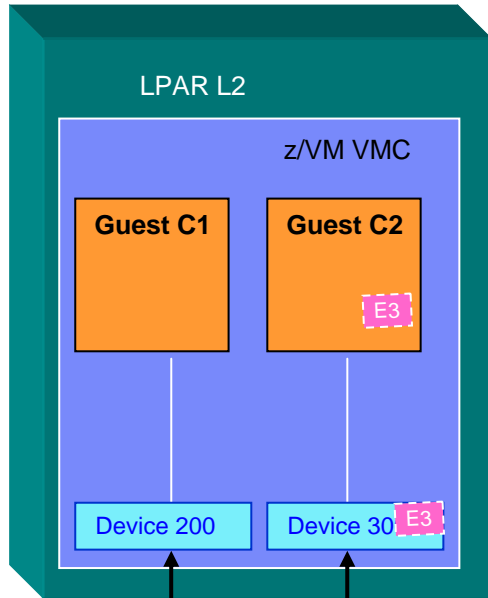 LPAR L2
z/VM VMC
Guest C1
Guest C2
E3
Device 200
Device 30
E3